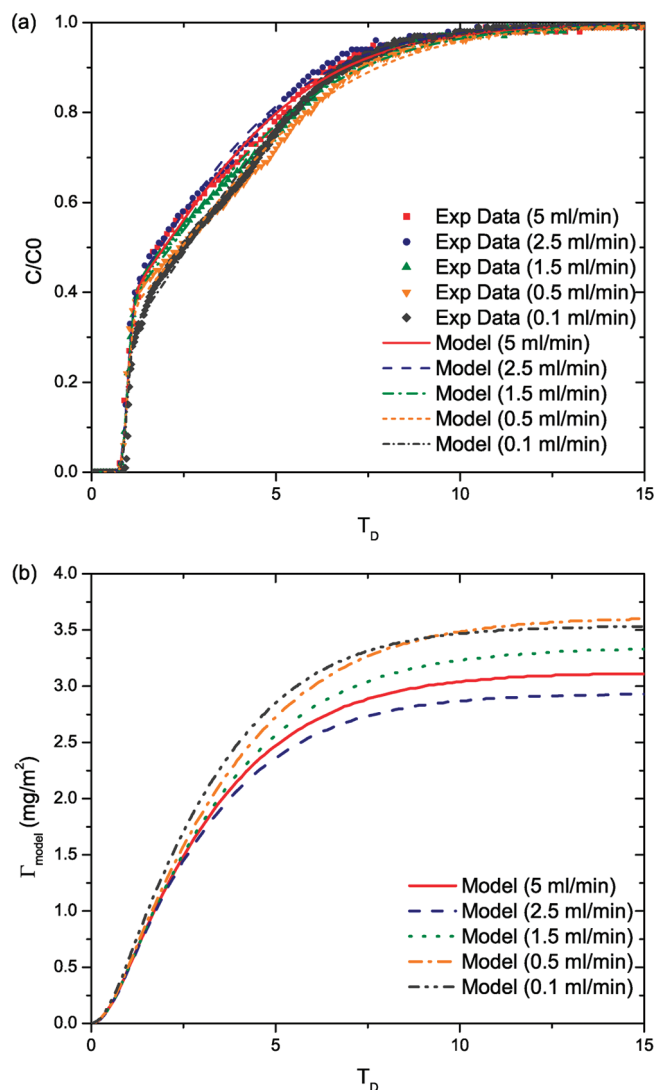 (a)
1.0
0.8
0.6
0.4
0.2
0.0
C/C0
Exp Data (5 ml/min)
Exp Data (2.5 ml/min)
Exp Data (1.5 ml/min)
Exp Data (0.5 ml/min)
Exp Data (0.1 ml/min)
Model (5 ml/min)
Model (2.5 ml/min)
Model (1.5 ml/min)
Model (0.5 ml/min)
Model (0.1 ml/min)
0 5 10 15
T_D
(b)
4.0
3.5
3.0
2.5
2.0
1.5
1.0
0.5
0.0
Γ_model (mg/m²)
Model (5 ml/min)
Model (2.5 ml/min)
Model (1.5 ml/min)
Model (0.5 ml/min)
Model (0.1 ml/min)
0 5 10 15
T_D